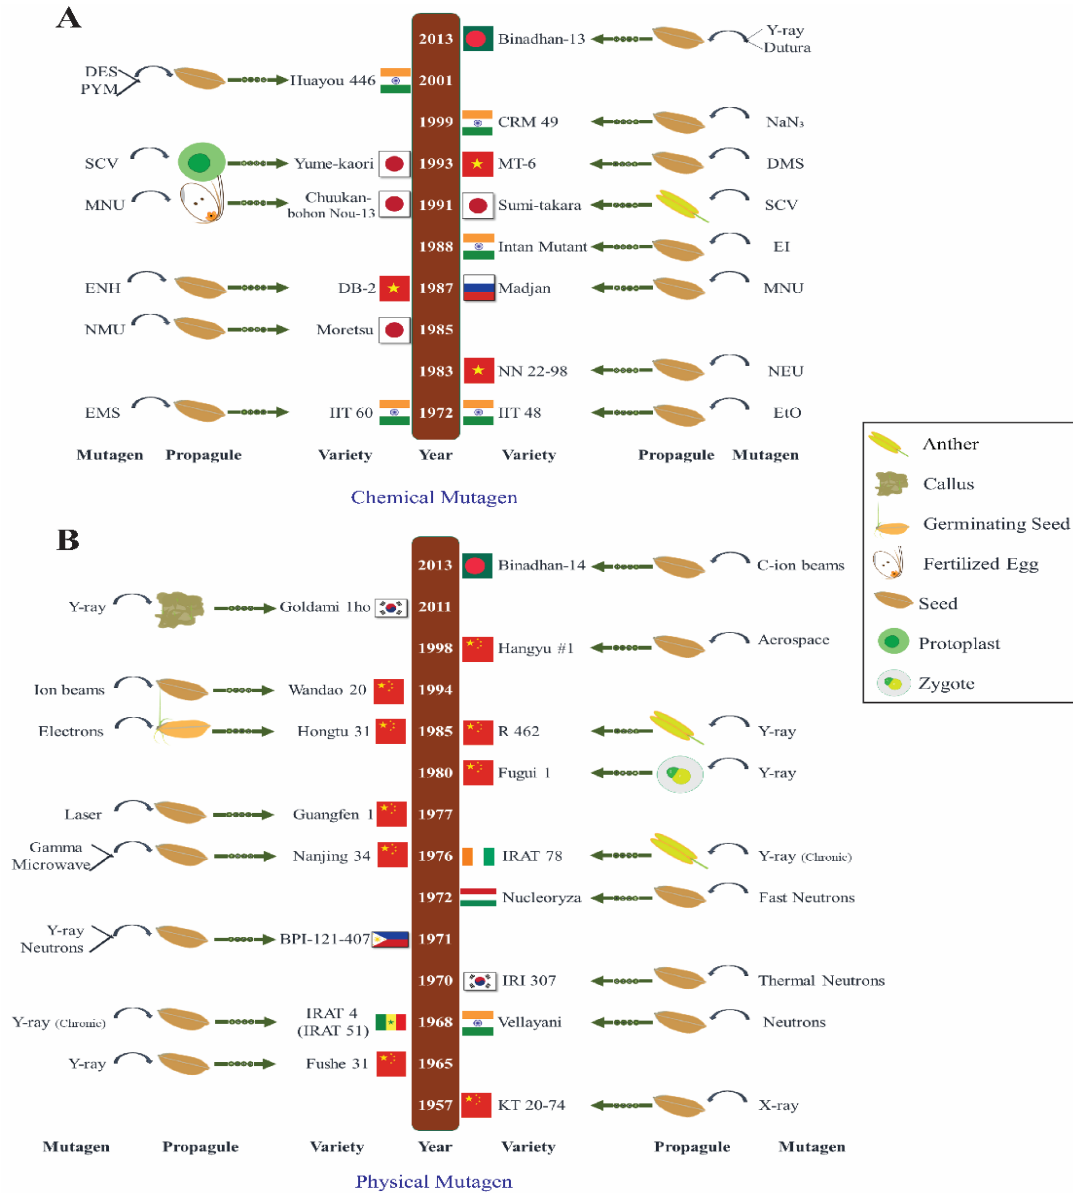 A
2013 Binadhan-13 Y-ray
Dutura
DES
PYM Huayou 446 2001
1999 CRM 49 NaN₃
SCV Yume-kaori 1993 MT-6 DMS
MNU Chuukan-
bohon Nou-13 1991 Sumi-takara SCV
1988 Intan Mutant EI
ENH DB-2 1987 Madjan MNU
NMU Moretsu 1985
1983 NN 22-98 NEU
EMS IIT 60 1972 IIT 48 EtO
Mutagen Propagule Variety Year Variety Propagule Mutagen
Chemical Mutagen
Anther
Callus
Germinating Seed
Fertilized Egg
Seed
Protoplast
Zygote
B
2013 Binadhan-14 C-ion beams
Y-ray Goldami 1ho 2011
1998 Hangyu #1 Aerospace
Ion beams Wandao 20 1994
Electrons Hongtu 31 1985 R 462 Y-ray
1980 Fugui 1 Y-ray
Laser Guangfen 1 1977
Gamma
Microwave Nanjing 34 1976 IRAT 78 Y-ray (Chronic)
1972 Nucleoryza Fast Neutrons
Y-ray
Neutrons BPI-121-407 1971
1970 IRI 307 Thermal Neutrons
Y-ray (Chronic) IRAT 4
(IRAT 51) 1968 Vellayani Neutrons
Y-ray Fushe 31 1965
1957 KT 20-74 X-ray
Mutagen Propagule Variety Year Variety Propagule Mutagen
Physical Mutagen